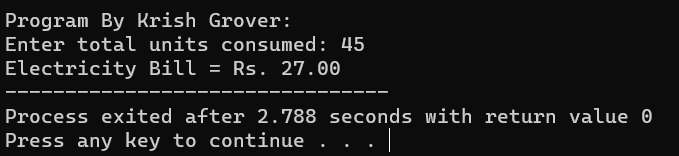 Program By Krish Grover:
Enter total units consumed: 45
Electricity Bill = Rs. 27.00
--------------------------------
Process exited after 2.788 seconds with return value 0
Press any key to continue . . .